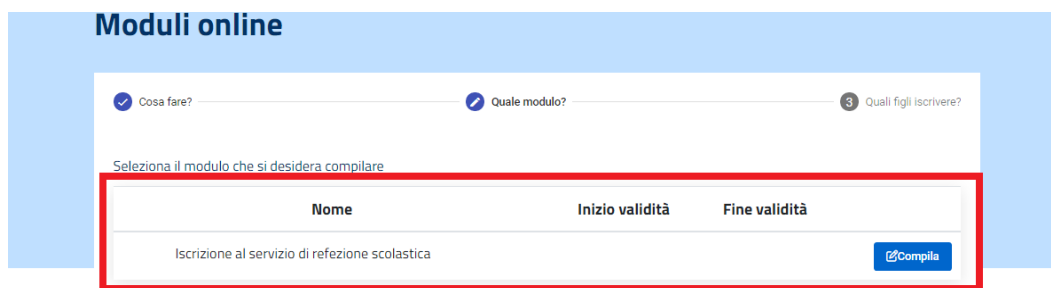 Moduli online
Cosa fare? Quale modulo? 3 Quali figli iscrivere?
Seleziona il modulo che si desidera compilare
Nome Inizio validità Fine validità
Iscrizione al servizio di refezione scolastica Compila